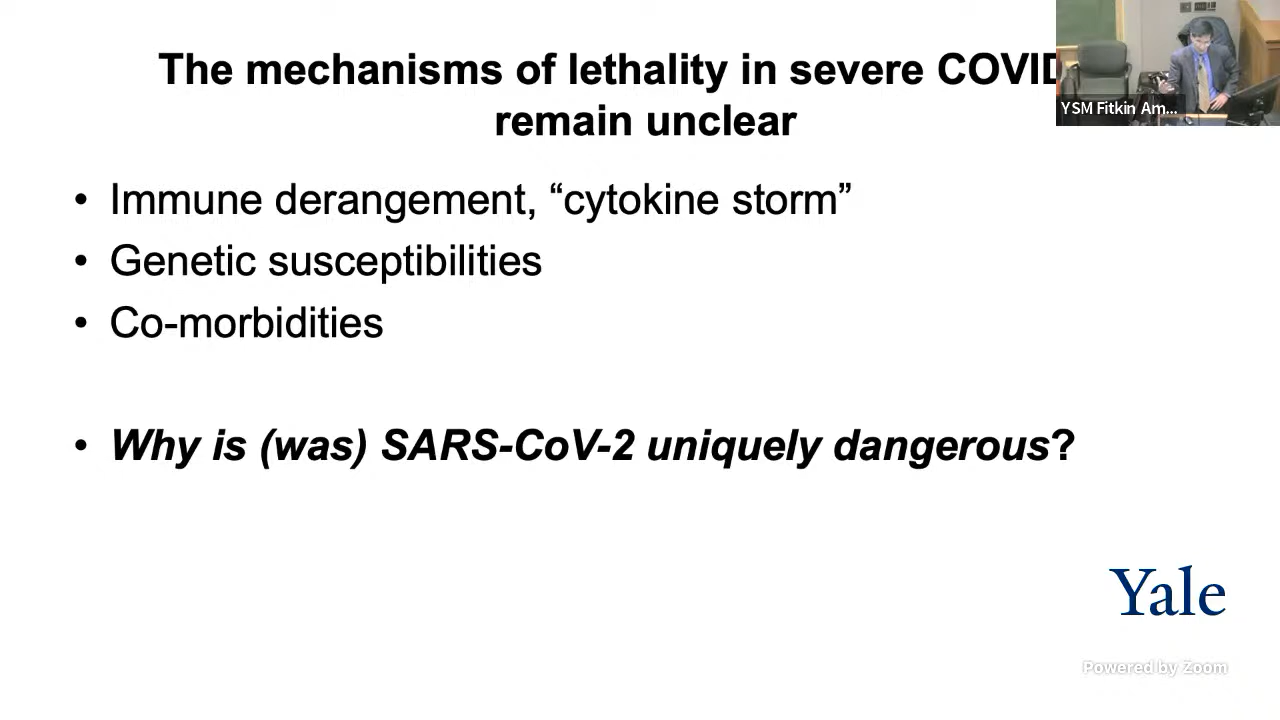 The mechanisms of lethality in severe COVID
remain unclear
YSM Fitkin Am...
• Immune derangement, “cytokine storm”
• Genetic susceptibilities
• Co-morbidities
• Why is (was) SARS-CoV-2 uniquely dangerous?
Yale
Powered by Zoom